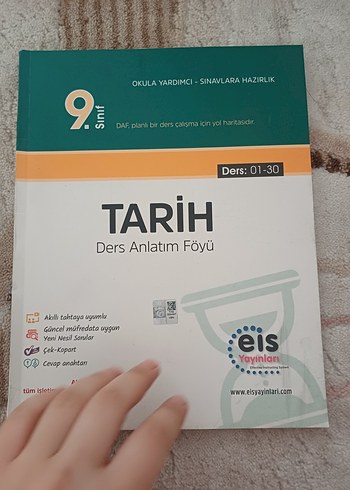 OKULA YARDIMCI - SINAVLARA HAZIRLIK
9. Sınıf
DAF, planlı bir ders çalışma için yol haritasıdır.
Ders: 01-30
TARİH
Ders Anlatım Föyü
Akıllı tahtaya uyumlu
Güncel müfredata uygun
Yeni Nesil Sorular
Çek-Kopart
Cevap anahtarı
eis
Yayınları
tüm
www.eisyayinlari.com